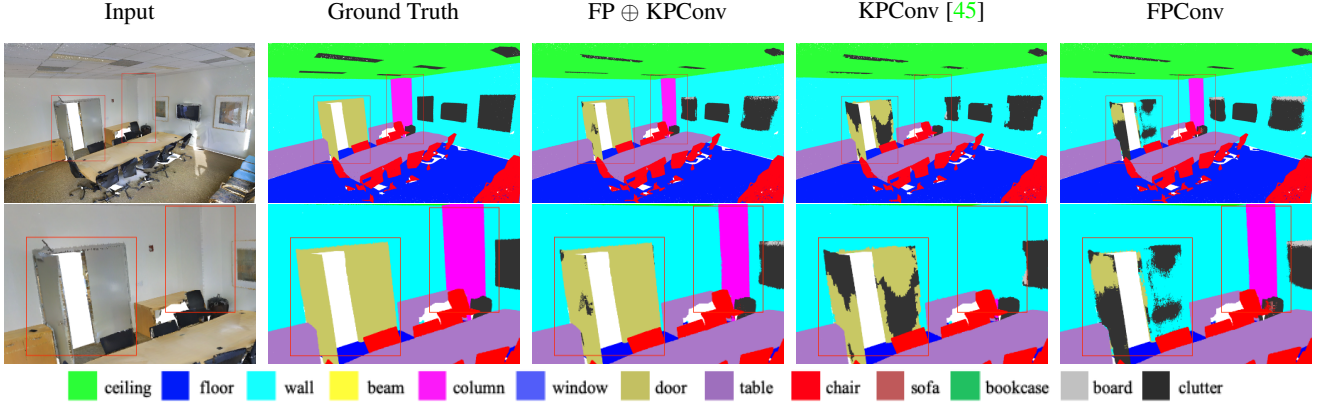 Input Ground Truth FP ⊕ KPConv KPConv [45] FPConv
ceiling floor wall beam column window door table chair sofa bookcase board clutter